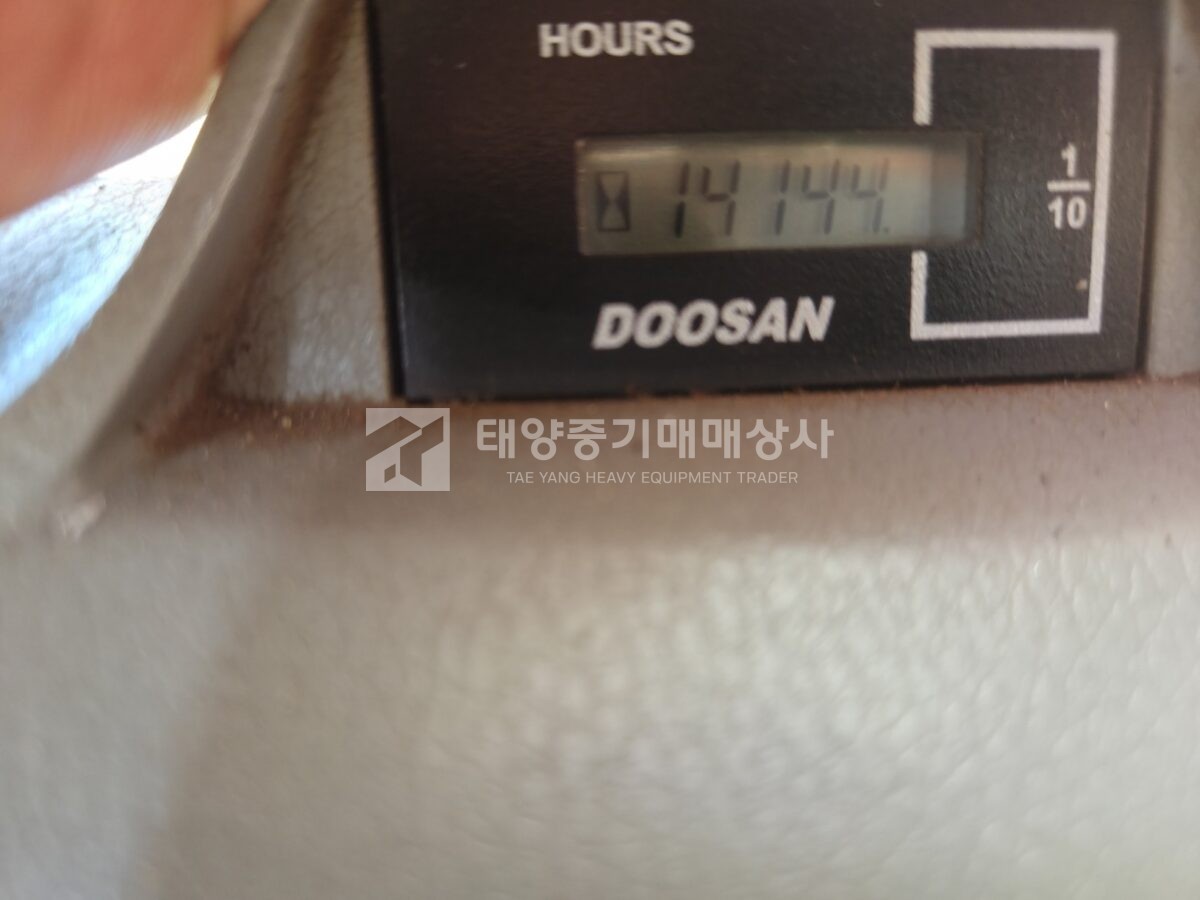 HOURS
14144.
1
10
DOOSAN
태양중기매매상사
TAE YANG HEAVY EQUIPMENT TRADER